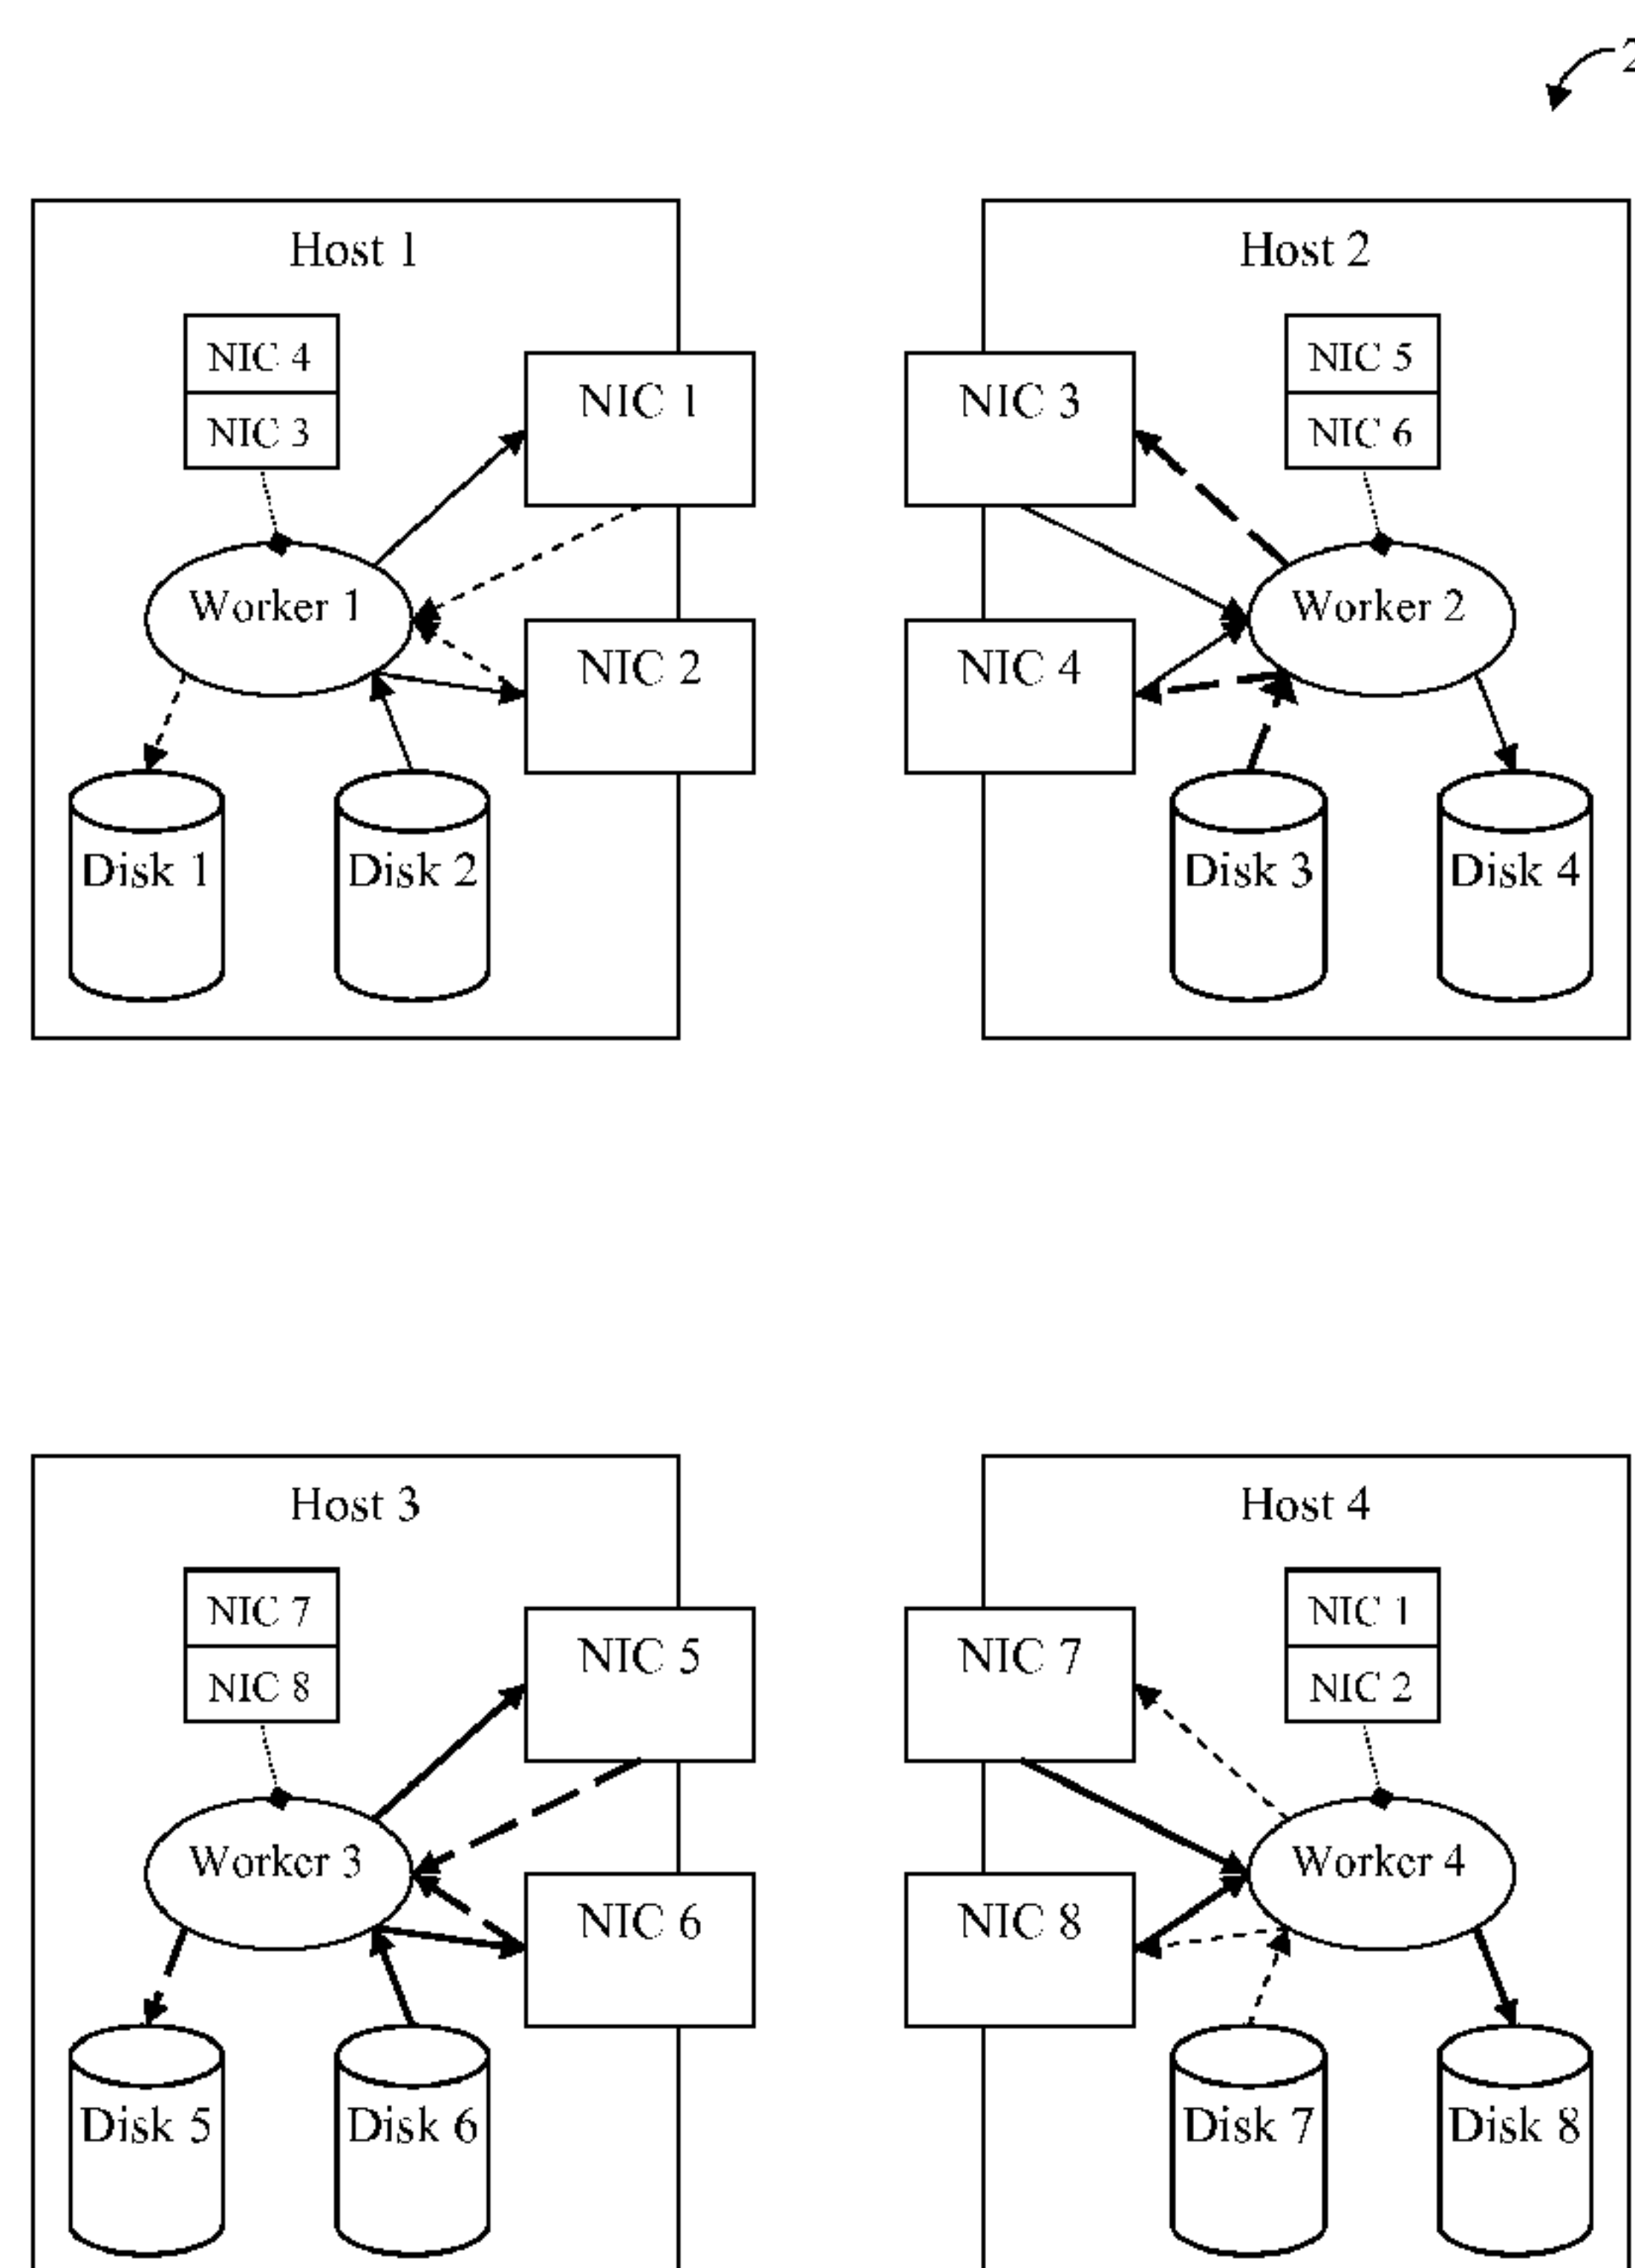 Host 1
NIC 4
NIC 3
NIC 1
Worker 1
NIC 2
Disk 1
Disk 2
Host 2
NIC 3
NIC 5
NIC 6
Worker 2
NIC 4
Disk 3
Disk 4
Host 3
NIC 7
NIC 8
NIC 5
Worker 3
NIC 6
Disk 5
Disk 6
Host 4
NIC 7
NIC 1
NIC 2
Worker 4
NIC 8
Disk 7
Disk 8